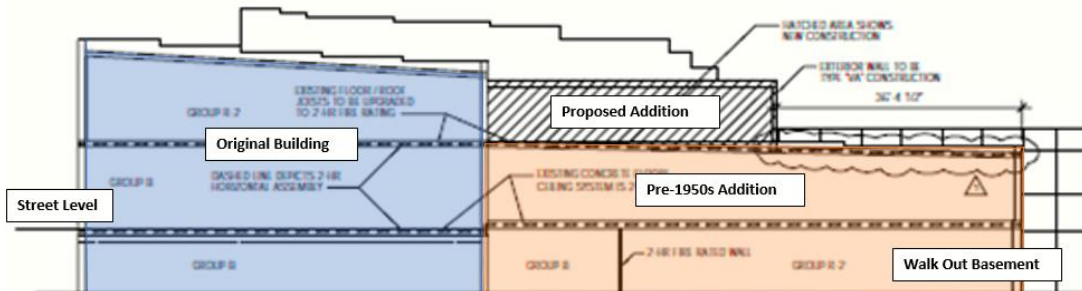 HATCHED AREA SHOWS
NEW CONSTRUCTION
EXTERIOR WALL TO BE
TYPE "VA" CONSTRUCTION
EXISTING FLOOR / ROOF
JOISTS TO BE UPGRADED
TO 2-HR FIRE RATING
GROUP R-2
Proposed Addition
Original Building
GROUP B
DASHED LINE DEPICTS 2-HR
HORIZONTAL ASSEMBLY
EXISTING CONCRETE FLOOR/
CEILING SYSTEM IS 2
Pre-1950s Addition
Street Level
GROUP B
GROUP B
2-HR FIRE RATED WALL
GROUP R-2
Walk Out Basement